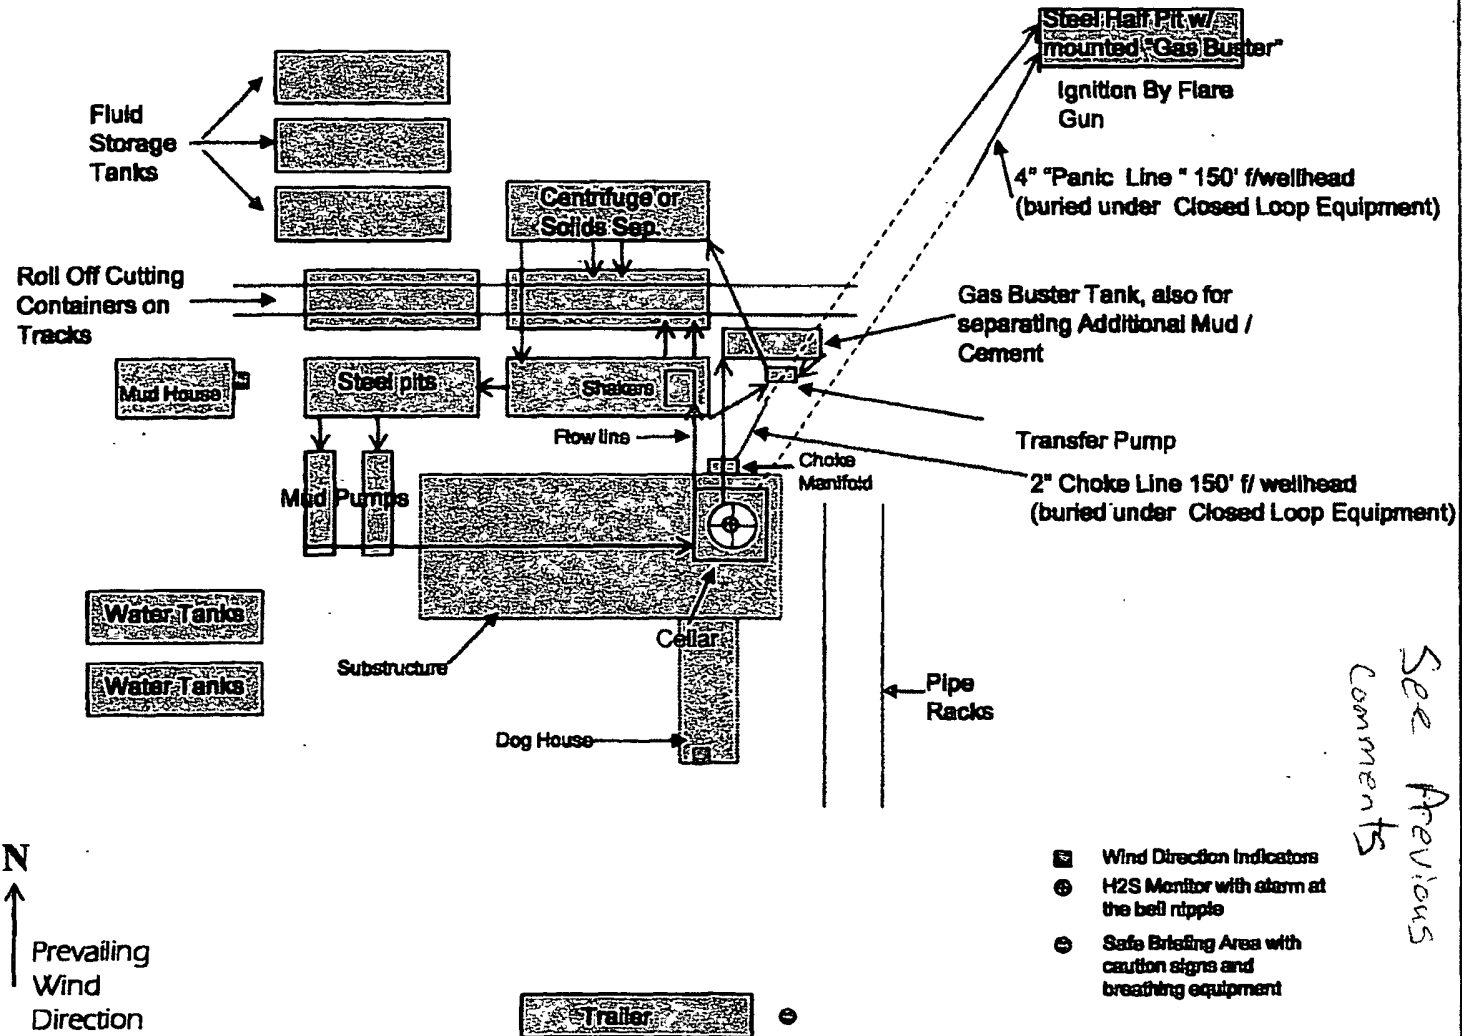 Steel Half Pit w/
mounted "Gas Buster"
Ignition By Flare
Gun
Fluid
Storage
Tanks
4" "Panic Line " 150' f/wellhead
(buried under Closed Loop Equipment)
Centrifuge or
Solids Sep.
Roll Off Cutting
Containers on
Tracks
Gas Buster Tank, also for
separating Additional Mud /
Cement
Mud House
Steel pits
Shakers
Flow line
Transfer Pump
Choke
Manifold
2" Choke Line 150' f/ wellhead
(buried under Closed Loop Equipment)
Mud Pumps
Water Tanks
Cellar
Substructure
Water Tanks
Pipe
Racks
Dog House
See Previous
Comments
N
Prevailing
Wind
Direction
Wind Direction Indicators
H2S Monitor with alarm at
the bell nipple
Safe Briefing Area with
caution signs and
breathing equipment
Trailer